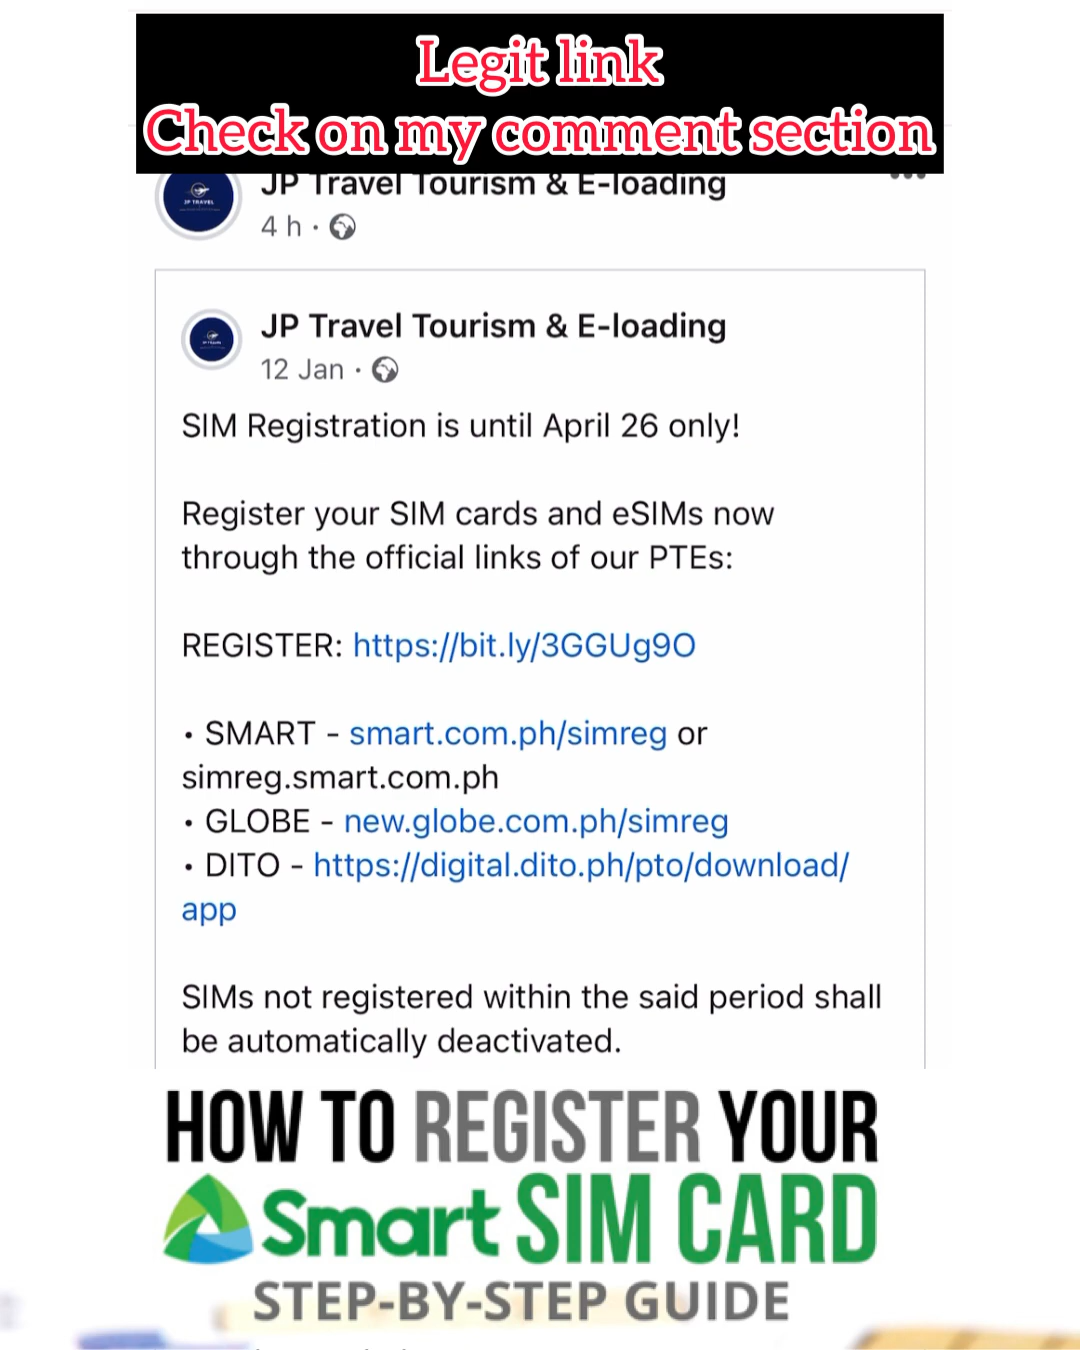 Legit link
Check on my comment section
JP Travel Tourism & E-loading
4 h ·
JP Travel Tourism & E-loading
12 Jan ·
SIM Registration is until April 26 only!
Register your SIM cards and eSIMs now
through the official links of our PTEs:
REGISTER: https://bit.ly/3GGUg9O
• SMART - smart.com.ph/simreg or
simreg.smart.com.ph
• GLOBE - new.globe.com.ph/simreg
• DITO - https://digital.dito.ph/pto/download/
app
SIMs not registered within the said period shall
be automatically deactivated.
HOW TO REGISTER YOUR
Smart SIM CARD
STEP-BY-STEP GUIDE